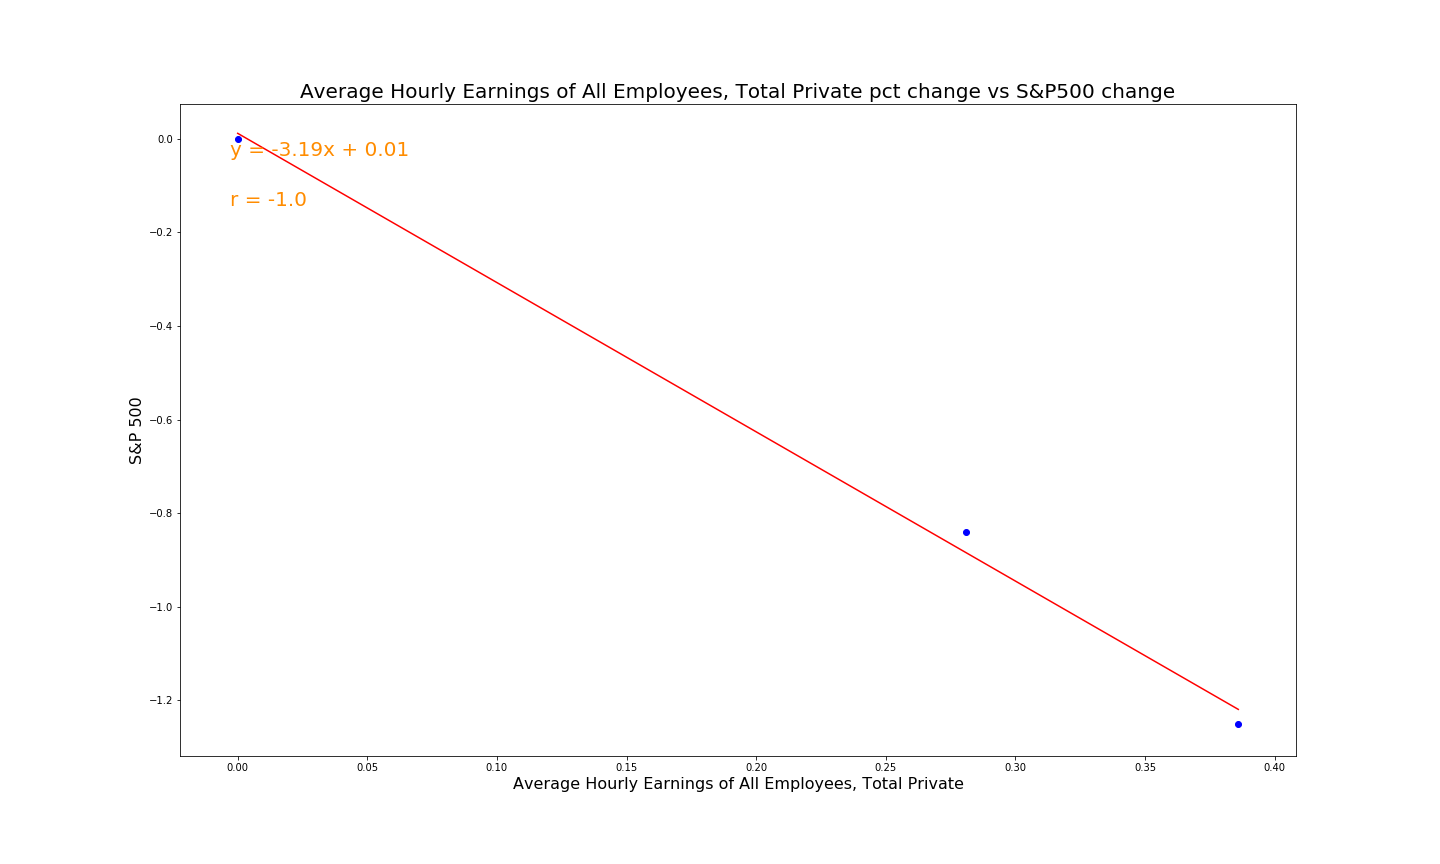 Average Hourly Earnings of All Employees, Total Private pct change vs S&P500 change
y = -3.19x + 0.01
r = -1.0
S&P 500
0.0
−0.2
−0.4
−0.6
−0.8
−1.0
−1.2
0.00 0.05 0.10 0.15 0.20 0.25 0.30 0.35 0.40
Average Hourly Earnings of All Employees, Total Private